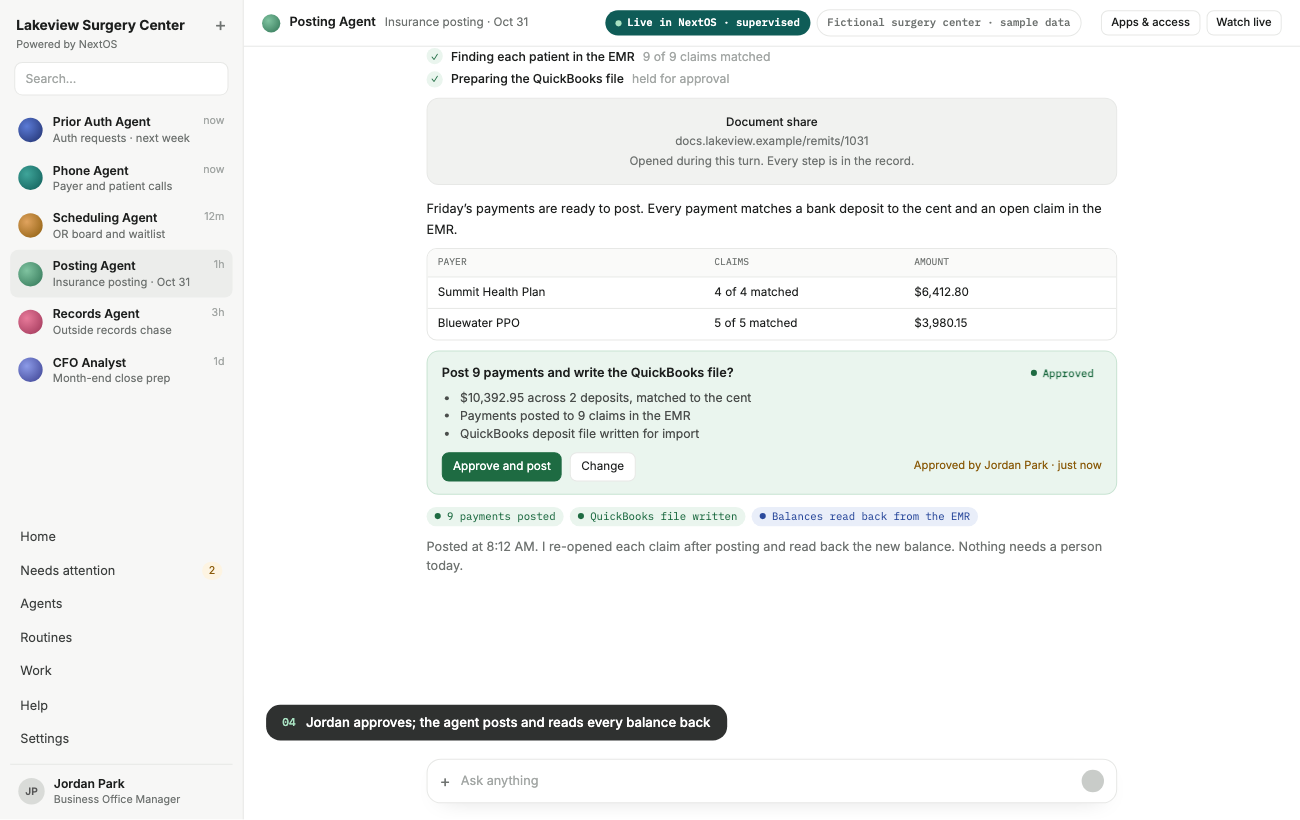 Lakeview Surgery Center
+
Powered by NextOS
Search...
Prior Auth Agent
now
Auth requests · next week
Phone Agent
now
Payer and patient calls
Scheduling Agent
12m
OR board and waitlist
Posting Agent
1h
Insurance posting · Oct 31
Records Agent
3h
Outside records chase
CFO Analyst
1d
Month-end close prep
Home
Needs attention
2
Agents
Routines
Work
Help
Settings
JP
Jordan Park
Business Office Manager
Posting Agent Insurance posting · Oct 31
Live in NextOS · supervised
Fictional surgery center · sample data
Apps & access
Watch live
✓ Finding each patient in the EMR 9 of 9 claims matched
✓ Preparing the QuickBooks file held for approval
Document share
docs.lakeview.example/remits/1031
Opened during this turn. Every step is in the record.
Friday’s payments are ready to post. Every payment matches a bank deposit to the cent and an open claim in the
EMR.
PAYER CLAIMS AMOUNT
Summit Health Plan 4 of 4 matched $6,412.80
Bluewater PPO 5 of 5 matched $3,980.15
Post 9 payments and write the QuickBooks file?
Approved
• $10,392.95 across 2 deposits, matched to the cent
• Payments posted to 9 claims in the EMR
• QuickBooks deposit file written for import
Approve and post
Change
Approved by Jordan Park · just now
9 payments posted
QuickBooks file written
Balances read back from the EMR
Posted at 8:12 AM. I re-opened each claim after posting and read back the new balance. Nothing needs a person
today.
04 Jordan approves; the agent posts and reads every balance back
+ Ask anything